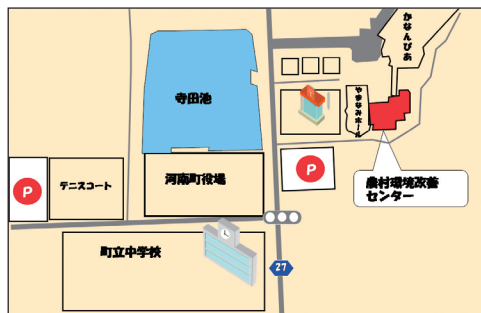 かなんぴあ
寺田池
やまなみホール
P
テニスコート
河南町役場
P
農村環境改善
センター
町立中学校
27